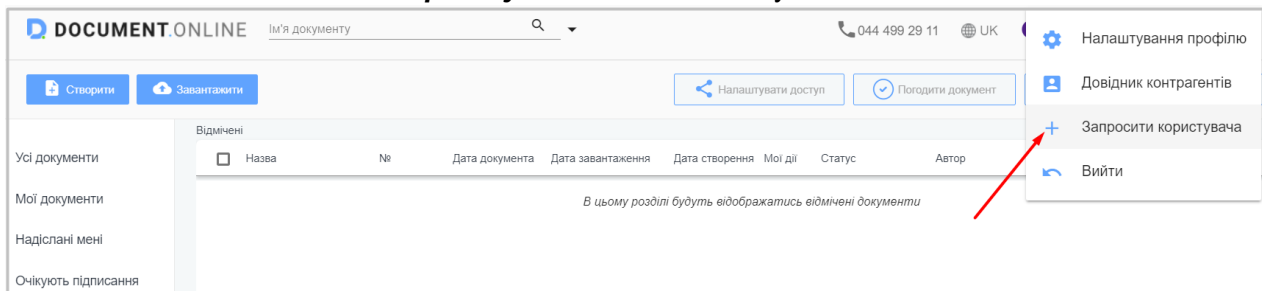 DOCUMENT.ONLINE Ім'я документу 044 499 29 11 UK
Налаштування профілю
Довідник контрагентів
Запросити користувача
Вийти
Створити Завантажити Налаштувати доступ Погодити документ
Відмічені
Назва № Дата документа Дата завантаження Дата створення Мої дії Статус Автор
В цьому розділі будуть відображатись відмічені документи
Усі документи
Мої документи
Надіслані мені
Очікують підписання